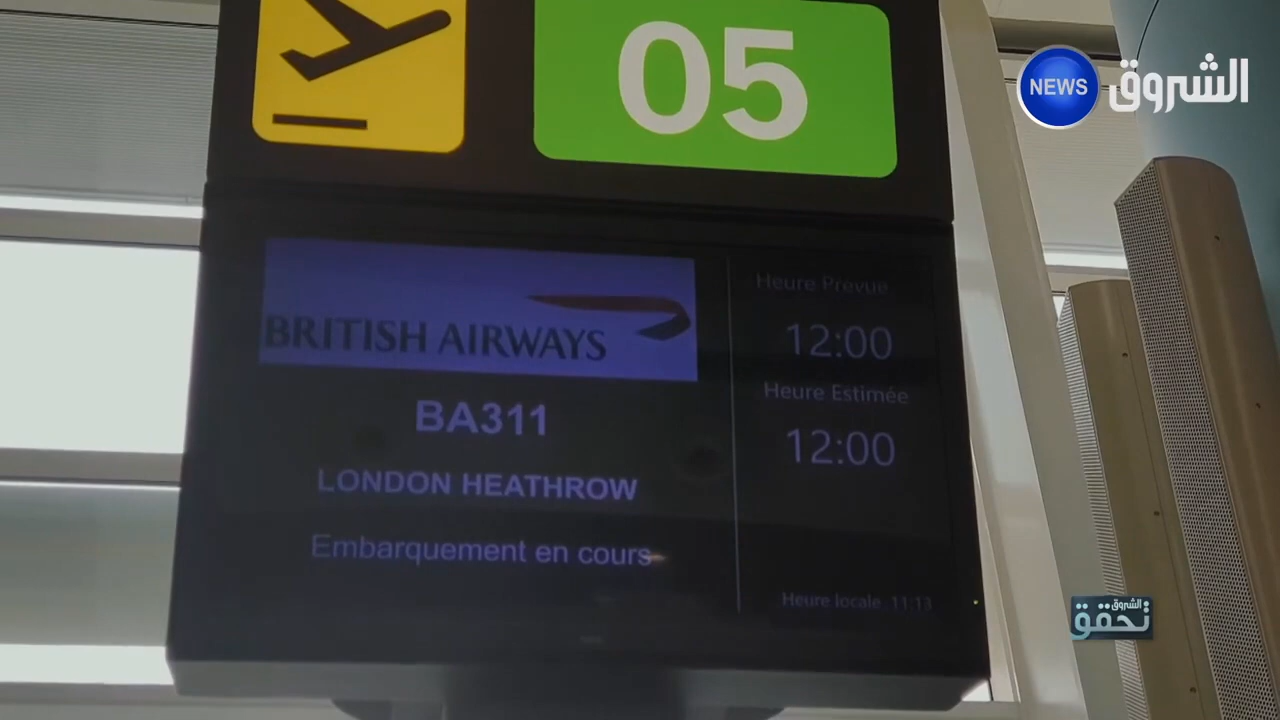 05
NEWS الشروق
BRITISH AIRWAYS
BA311
LONDON HEATHROW
Embarquement en cours
Heure Prevue
12:00
Heure Estimée
12:00
Heure locale 11:13
الشروق
تحقق